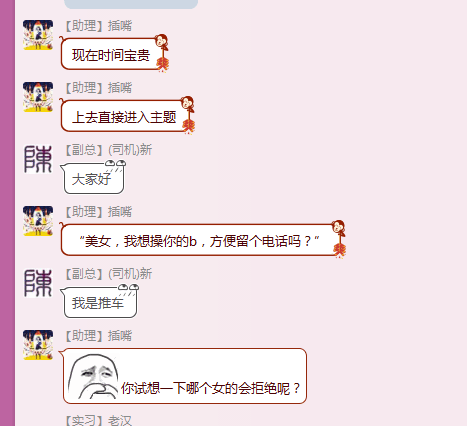 【助理】插嘴
现在时间宝贵
【助理】插嘴
上去直接进入主题
【副总】(司机)新
大家好
【助理】插嘴
“美女，我想操你的b，方便留个电话吗？”
【副总】(司机)新
我是推车
【助理】插嘴
你试想一下哪个女的会拒绝呢？
【实习】老汉